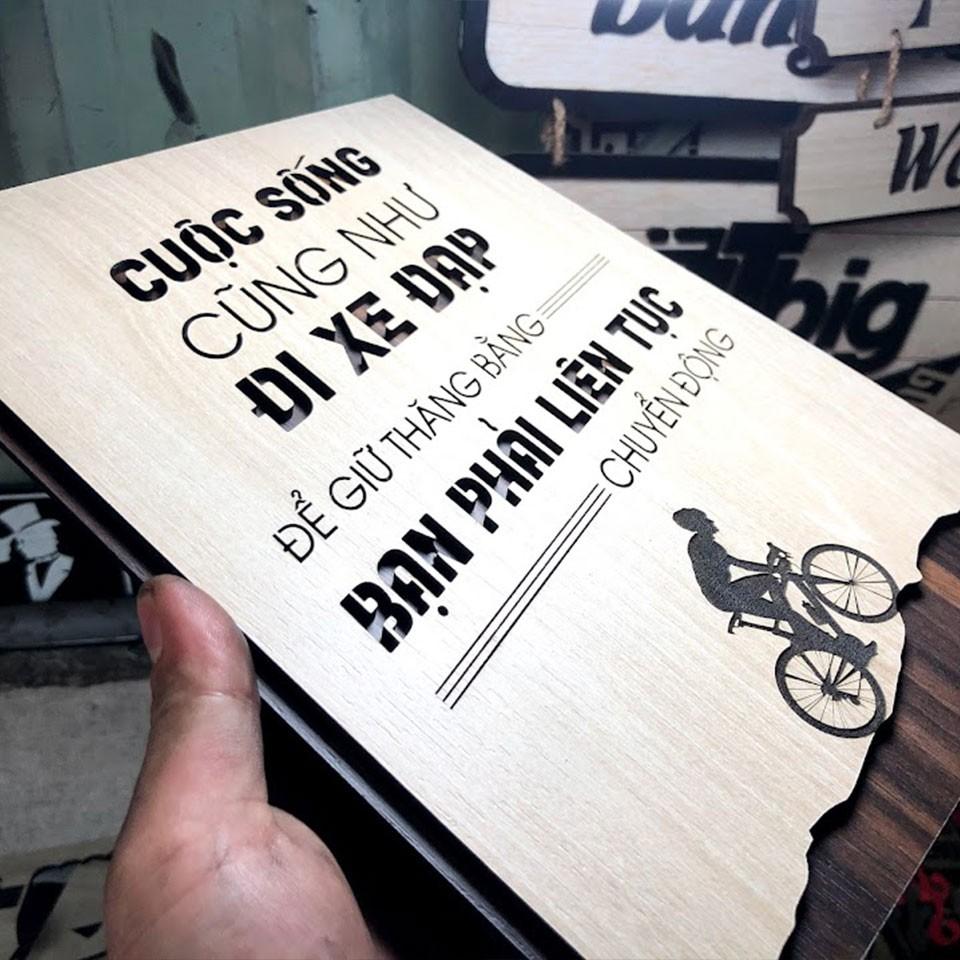 CUỘC SỐNG
CŨNG NHƯ
ĐI XE ĐẠP
ĐỂ GIỮ THĂNG BẰNG
BẠN PHẢI LIÊN TỤC
CHUYỂN ĐỘNG
big